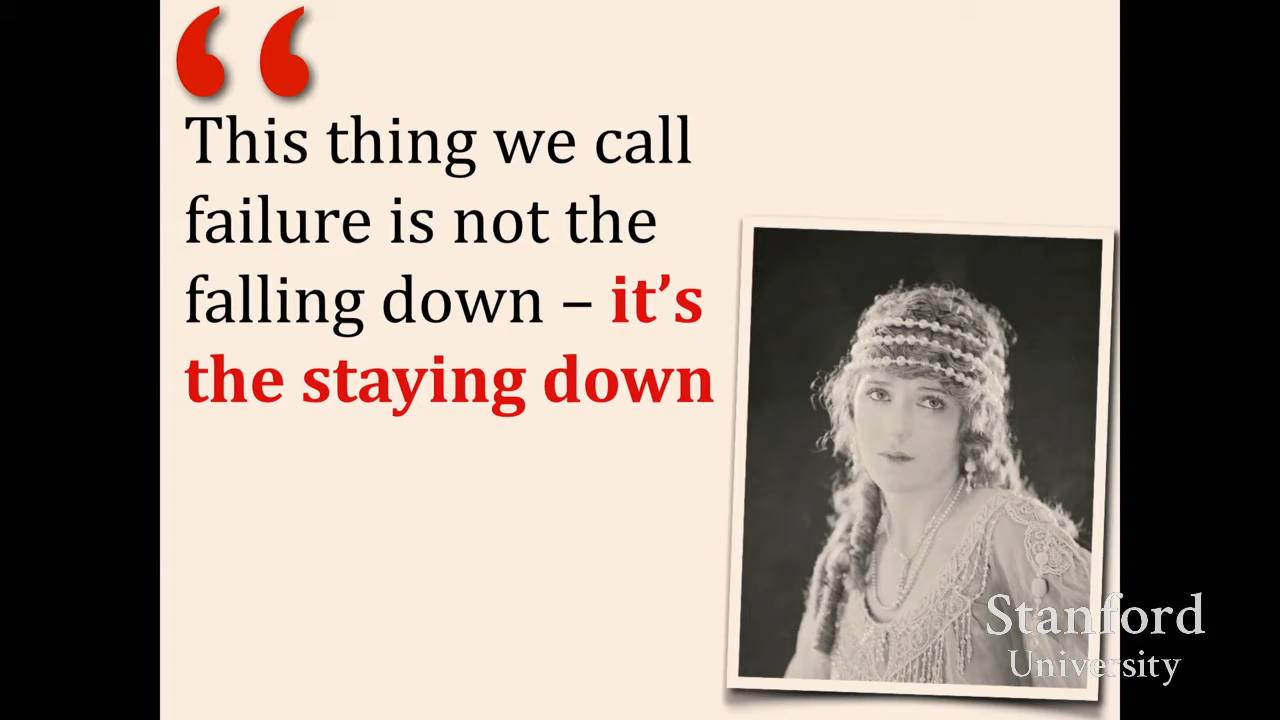 “
This thing we call
failure is not the
falling down – it’s
the staying down
Stanford
University